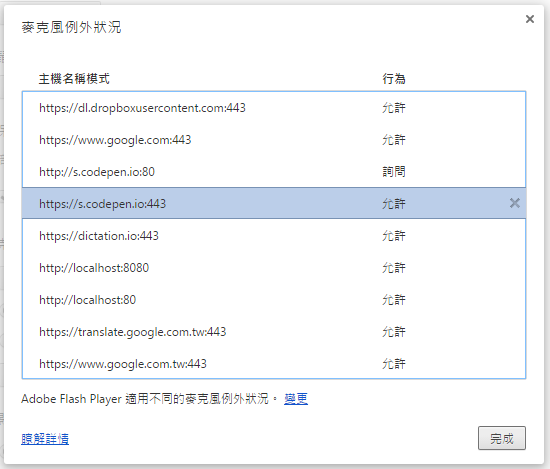 麥克風例外狀況
主機名稱模式 行為
https://dl.dropboxusercontent.com:443 允許
https://www.google.com:443 允許
http://s.codepen.io:80 詢問
https://s.codepen.io:443 允許
https://dictation.io:443 允許
http://localhost:8080 允許
http://localhost:80 允許
https://translate.google.com.tw:443 允許
https://www.google.com.tw:443 允許
Adobe Flash Player 適用不同的麥克風例外狀況。 變更
瞭解詳情 完成